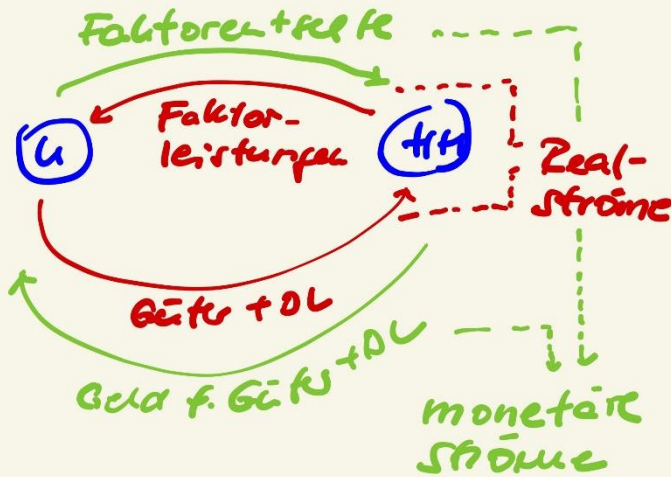 Faktorentgelte
Faktor-
leistungen
U
HH
Real-
ströme
Güter + DL
Geld f. Güter + DL
monetäre
ströme